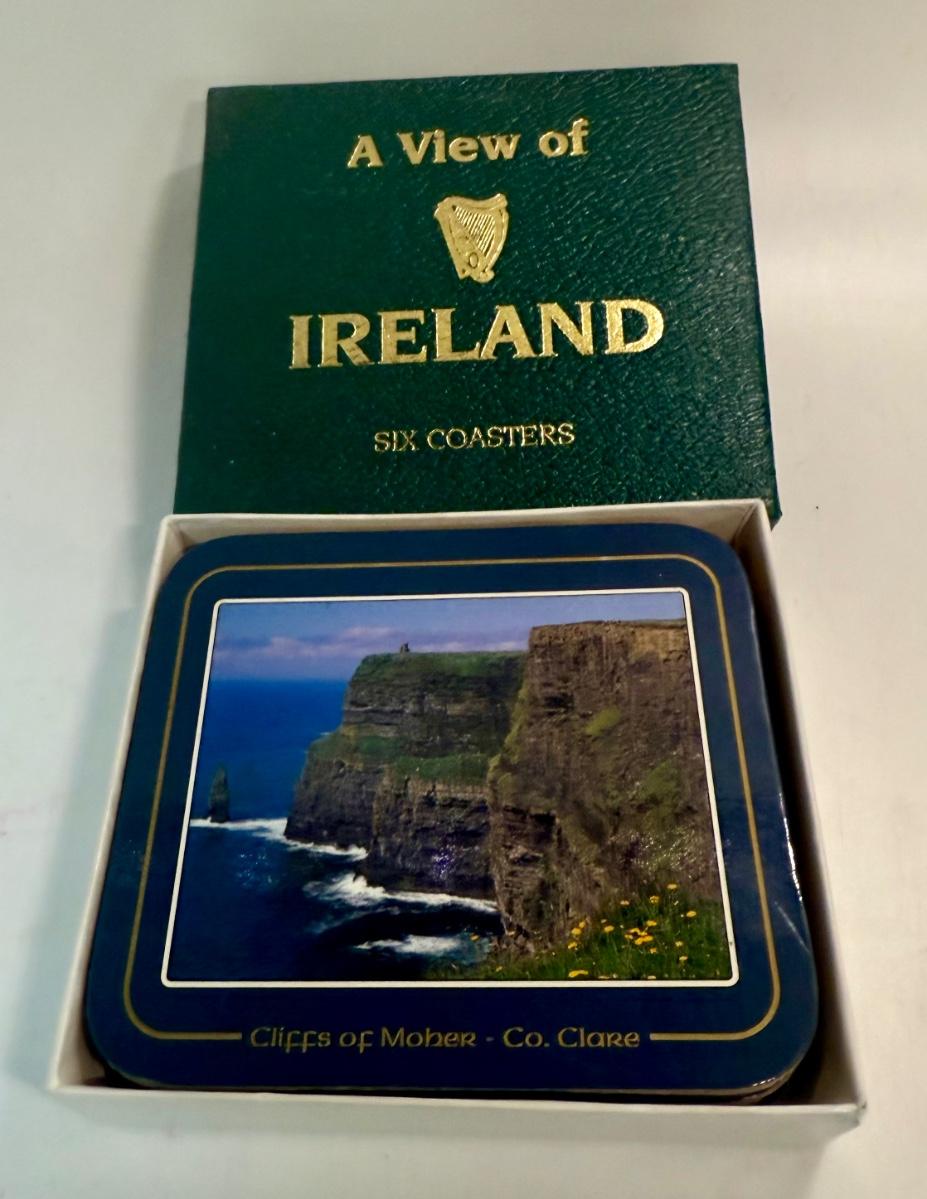 A View of
IRELAND
SIX COASTERS
Cliffs of Moher - Co. Clare